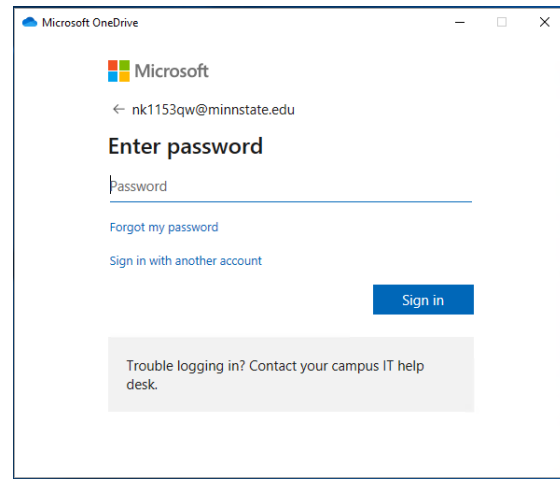 Microsoft OneDrive
Microsoft
nk1153qw@minnstate.edu
Enter password
Password
Forgot my password
Sign in with another account
Sign in
Trouble logging in? Contact your campus IT help
desk.